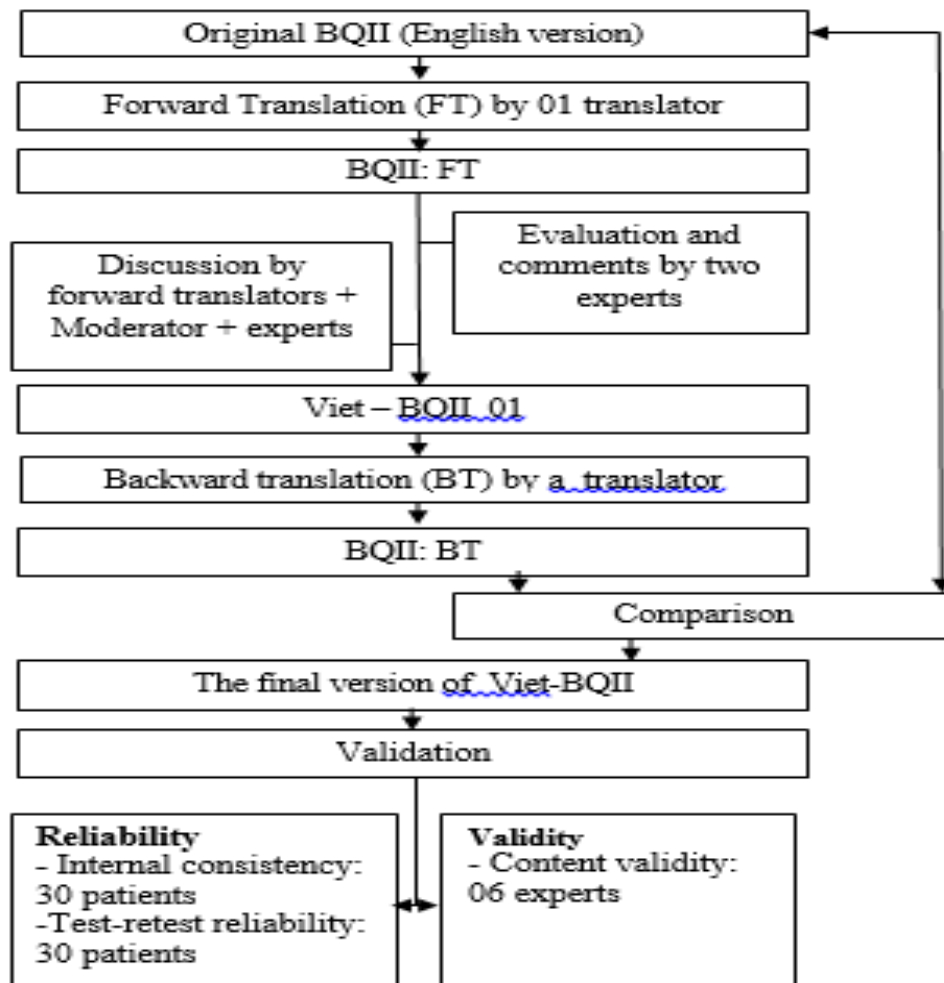 Original BQII (English version)
Forward Translation (FT) by 01 translator
BQII: FT
Evaluation and
comments by two
experts
Discussion by
forward translators +
Moderator + experts
Viet – BQII 01
Backward translation (BT) by a translator
BQII: BT
Comparison
The final version of Viet-BQII
Validation
Reliability
- Internal consistency:
30 patients
-Test-retest reliability:
30 patients
Validity
- Content validity:
06 experts